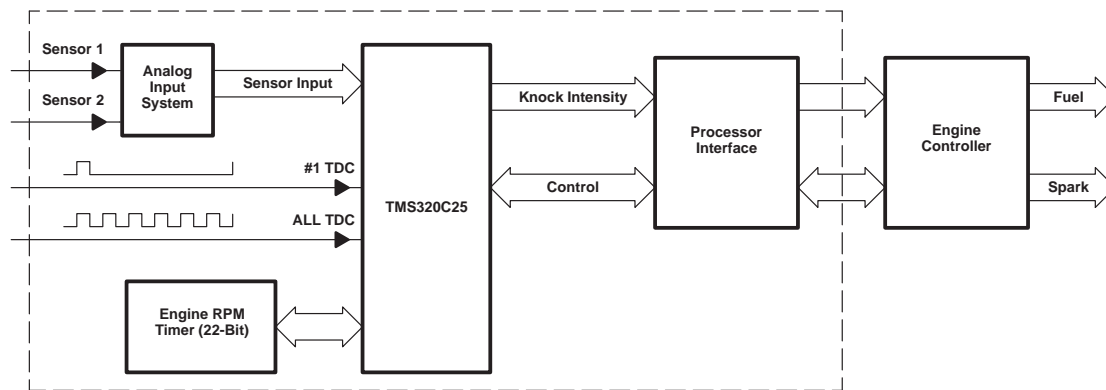 Sensor 1
Sensor 2
Analog
Input
System
Sensor Input
#1 TDC
ALL TDC
Engine RPM
Timer (22-Bit)
TMS320C25
Knock Intensity
Control
Processor
Interface
Engine
Controller
Fuel
Spark